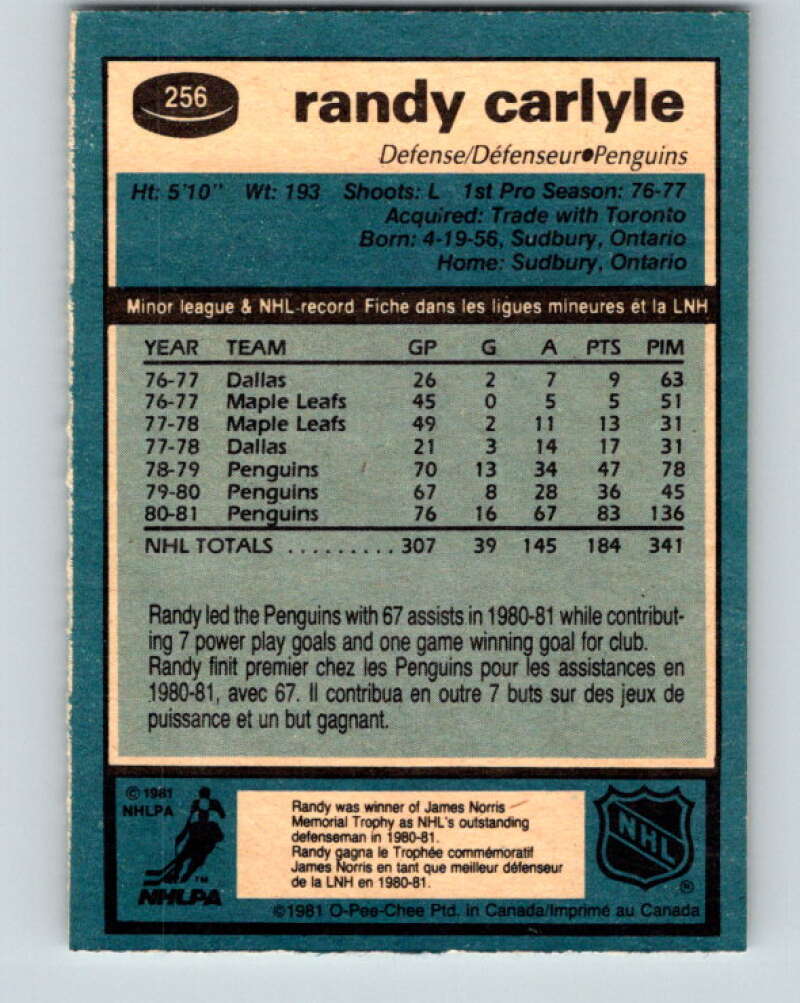 256
randy carlyle
Defense/Défenseur●Penguins
Ht: 5'10" Wt: 193 Shoots: L 1st Pro Season: 76-77
Acquired: Trade with Toronto
Born: 4-19-56, Sudbury, Ontario
Home: Sudbury, Ontario
Minor league & NHL-record Fiche dans les ligues mineures ét la LNH
YEAR TEAM GP G A PTS PIM
76-77 Dallas 26 2 7 9 63
76-77 Maple Leafs 45 0 5 5 51
77-78 Maple Leafs 49 2 11 13 31
77-78 Dallas 21 3 14 17 31
78-79 Penguins 70 13 34 47 78
79-80 Penguins 67 8 28 36 45
80-81 Penguins 76 16 67 83 136
NHL TOTALS .......... 307 39 145 184 341
Randy led the Penguins with 67 assists in 1980-81 while contribut-
ing 7 power play goals and one game winning goal for club.
Randy finit premier chez les Penguins pour les assistances en
1980-81, avec 67. Il contribua en outre 7 buts sur des jeux de
puissance et un but gagnant.
© 1981
NHLPA
NHLPA
TM
Randy was winner of James Norris
Memorial Trophy as NHL's outstanding
defenseman in 1980-81.
Randy gagna le Trophée commémoratif
James Norris en tant que meilleur défenseur
de la LNH en 1980-81.
NHL
®
©1981 O-Pee-Chee Ptd. in Canada/Imprimé au Canada